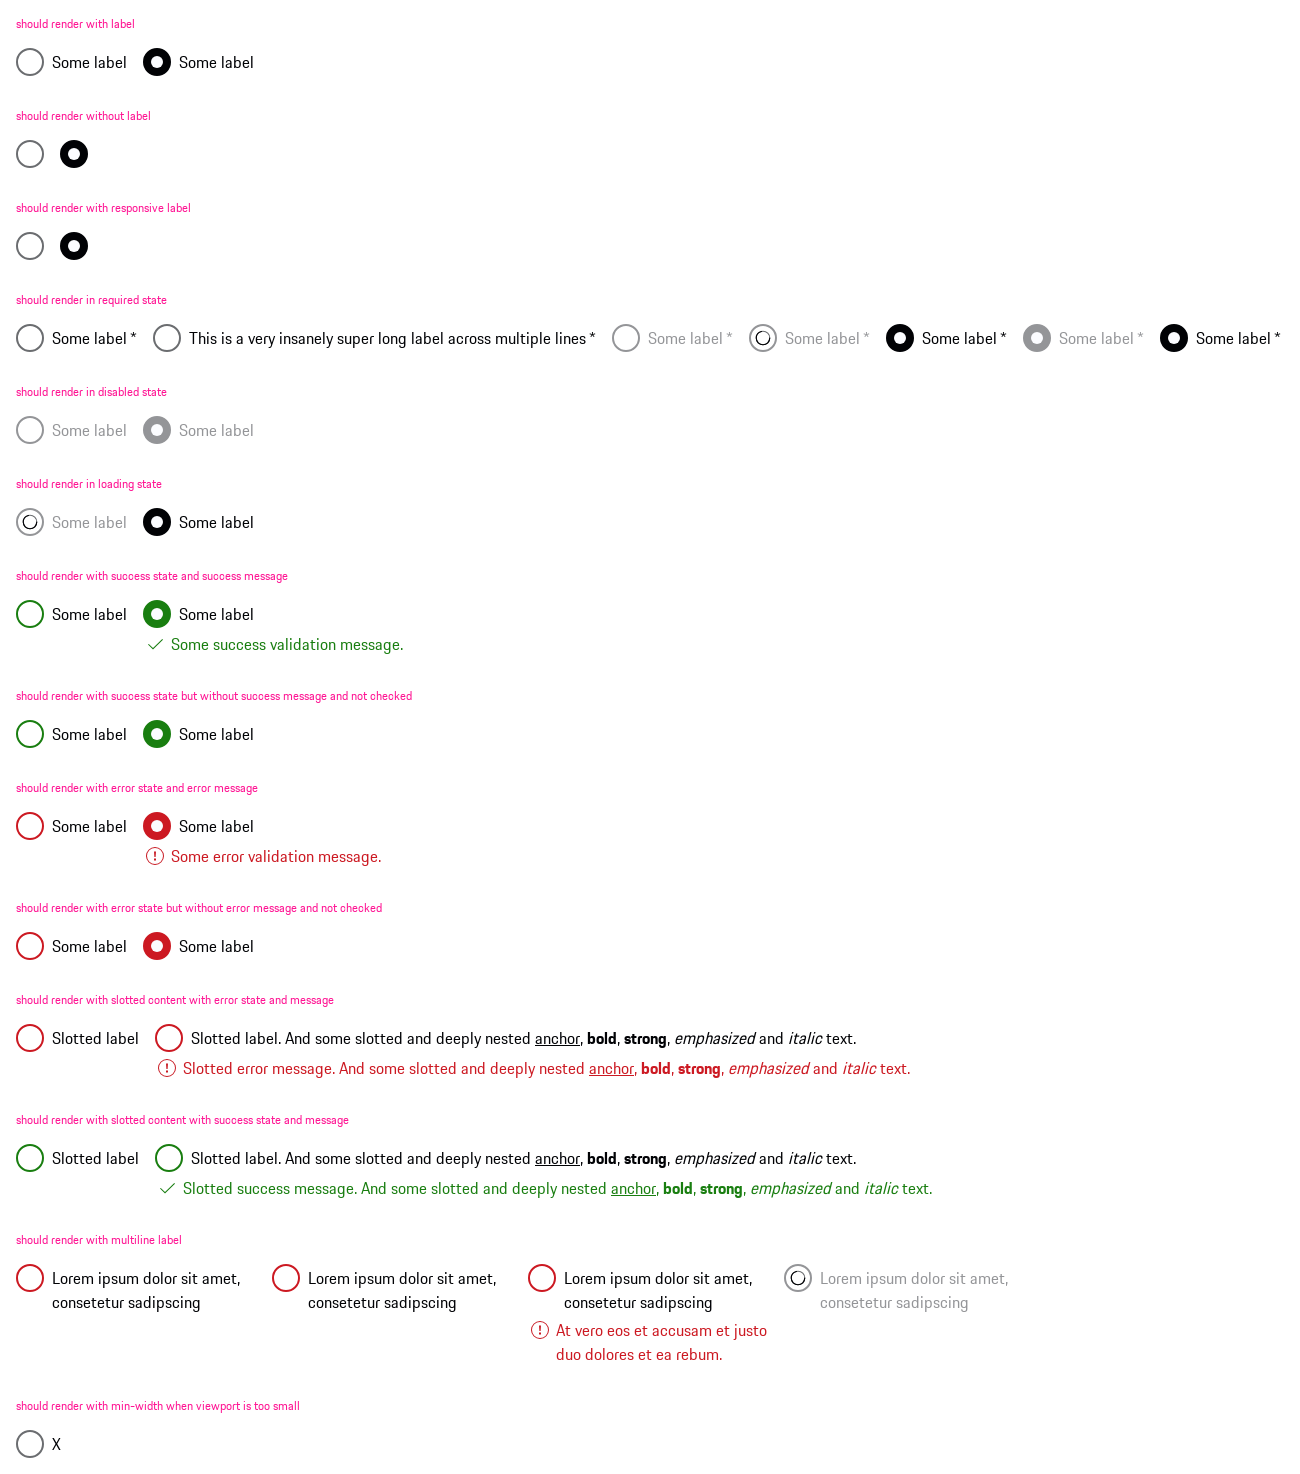 should render with label
Some label Some label
should render without label
should render with responsive label
should render in required state
Some label * This is a very insanely super long label across multiple lines * Some label * Some label * Some label * Some label * Some label *
should render in disabled state
Some label Some label
should render in loading state
Some label Some label
should render with success state and success message
Some label Some label
Some success validation message.
should render with success state but without success message and not checked
Some label Some label
should render with error state and error message
Some label Some label
Some error validation message.
should render with error state but without error message and not checked
Some label Some label
should render with slotted content with error state and message
Slotted label Slotted label. And some slotted and deeply nested anchor, bold, strong, emphasized and italic text.
Slotted error message. And some slotted and deeply nested anchor, bold, strong, emphasized and italic text.
should render with slotted content with success state and message
Slotted label Slotted label. And some slotted and deeply nested anchor, bold, strong, emphasized and italic text.
Slotted success message. And some slotted and deeply nested anchor, bold, strong, emphasized and italic text.
should render with multiline label
Lorem ipsum dolor sit amet, Lorem ipsum dolor sit amet, Lorem ipsum dolor sit amet, Lorem ipsum dolor sit amet,
consetetur sadipscing consetetur sadipscing consetetur sadipscing consetetur sadipscing
At vero eos et accusam et justo
duo dolores et ea rebum.
should render with min-width when viewport is too small
X